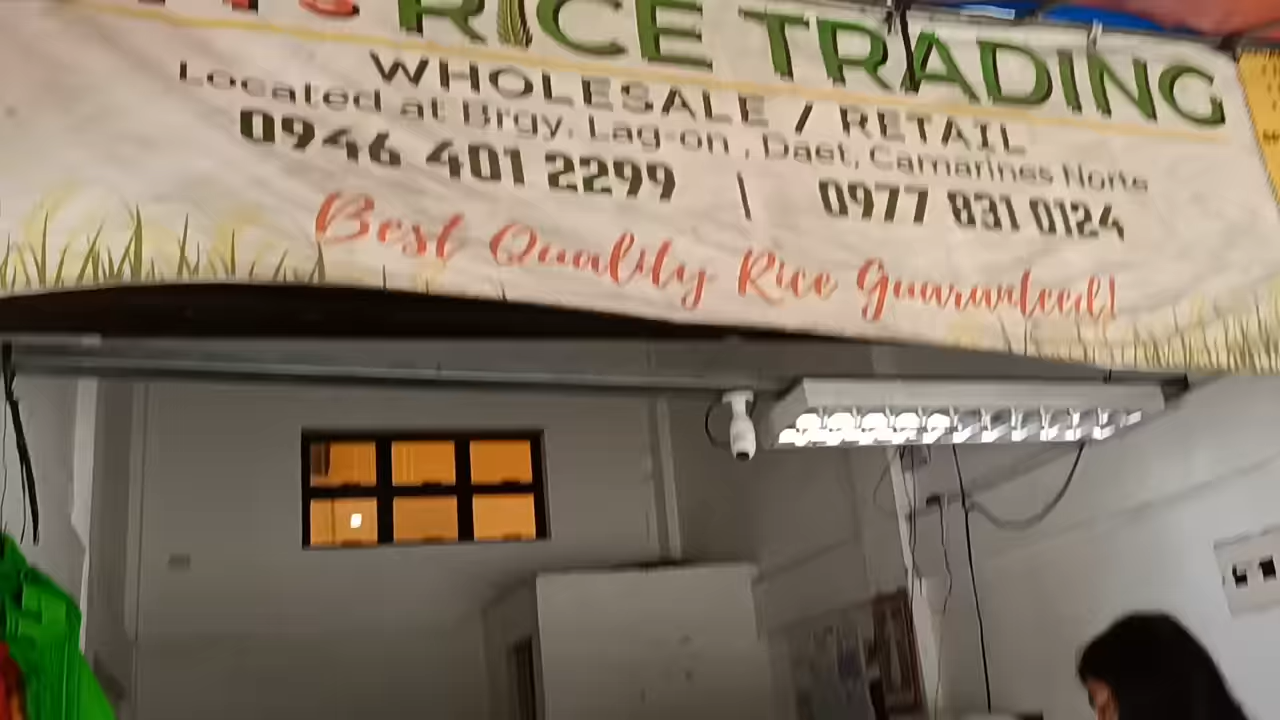 RICE TRADING
WHOLESALE / RETAIL
Located at Brgy. Lag-on, Daet, Camarines Norte
0946 401 2299 | 0977 831 0124
Best Quality Rice Guaranteed!